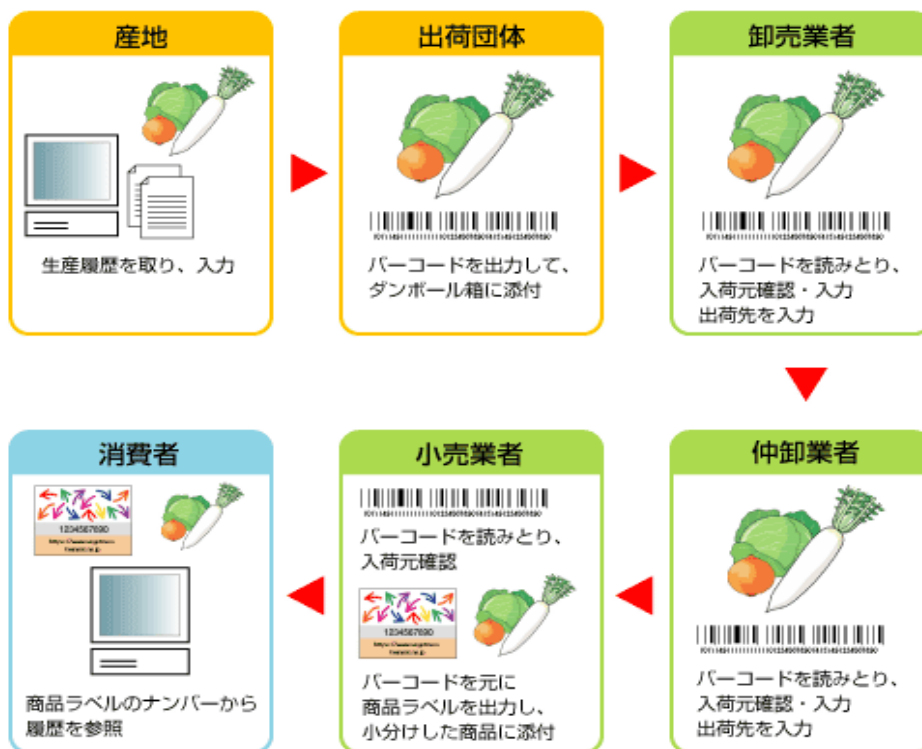 産地
生産履歴を取り、入力
出荷団体
バーコードを出力して、
ダンボール箱に添付
卸売業者
バーコードを読みとり、
入荷元確認・入力
出荷先を入力
仲卸業者
バーコードを読みとり、
入荷元確認・入力
出荷先を入力
小売業者
バーコードを読みとり、
入荷元確認
1234567890
バーコードを元に
商品ラベルを出力し、
小分けした商品に添付
消費者
1234567890
商品ラベルのナンバーから
履歴を参照